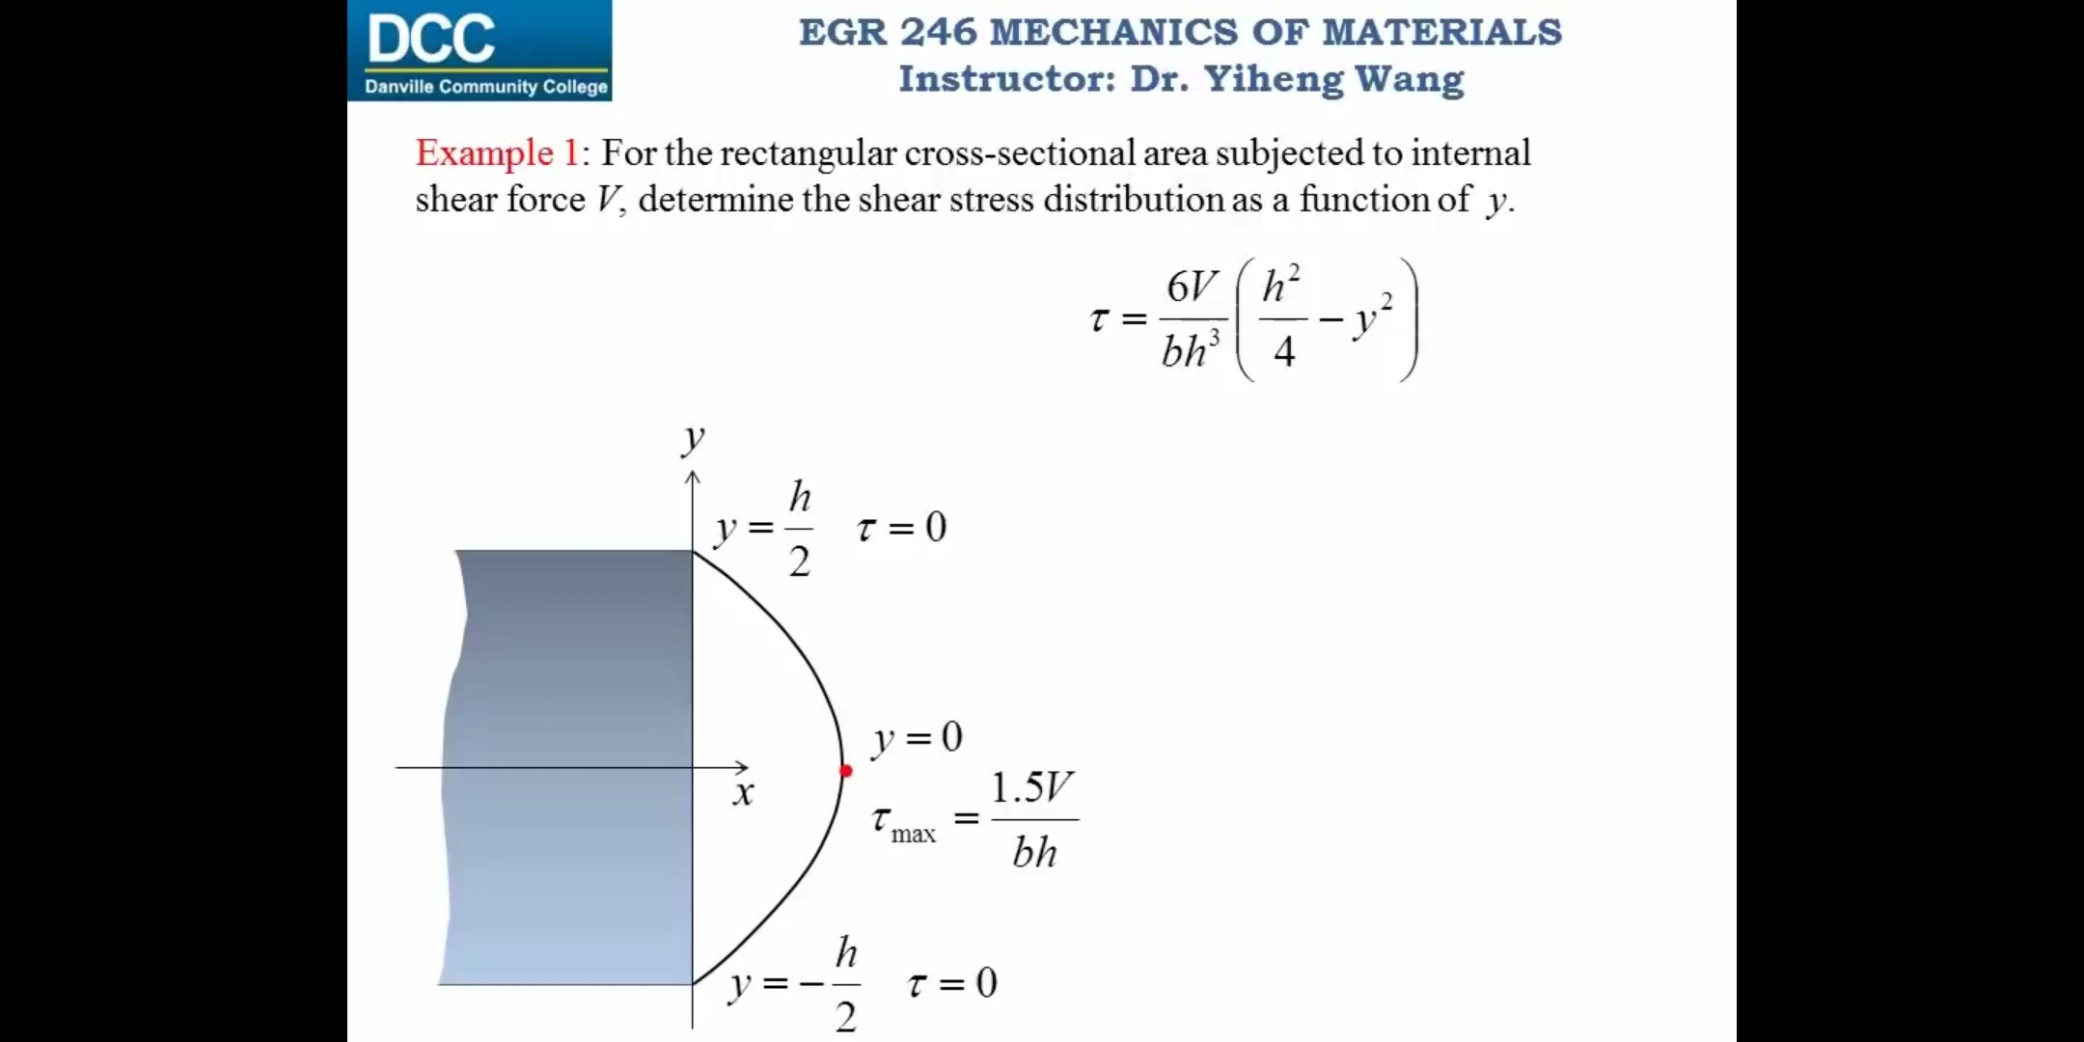 DCC
Danville Community College
EGR 246 MECHANICS OF MATERIALS
Instructor: Dr. Yiheng Wang
Example 1: For the rectangular cross-sectional area subjected to internal
shear force V, determine the shear stress distribution as a function of y.
τ = 6V/bh³ (h²/4 − y²)
y
y = h/2 τ = 0
y = 0
x
τmax = 1.5V/bh
y = −h/2 τ = 0